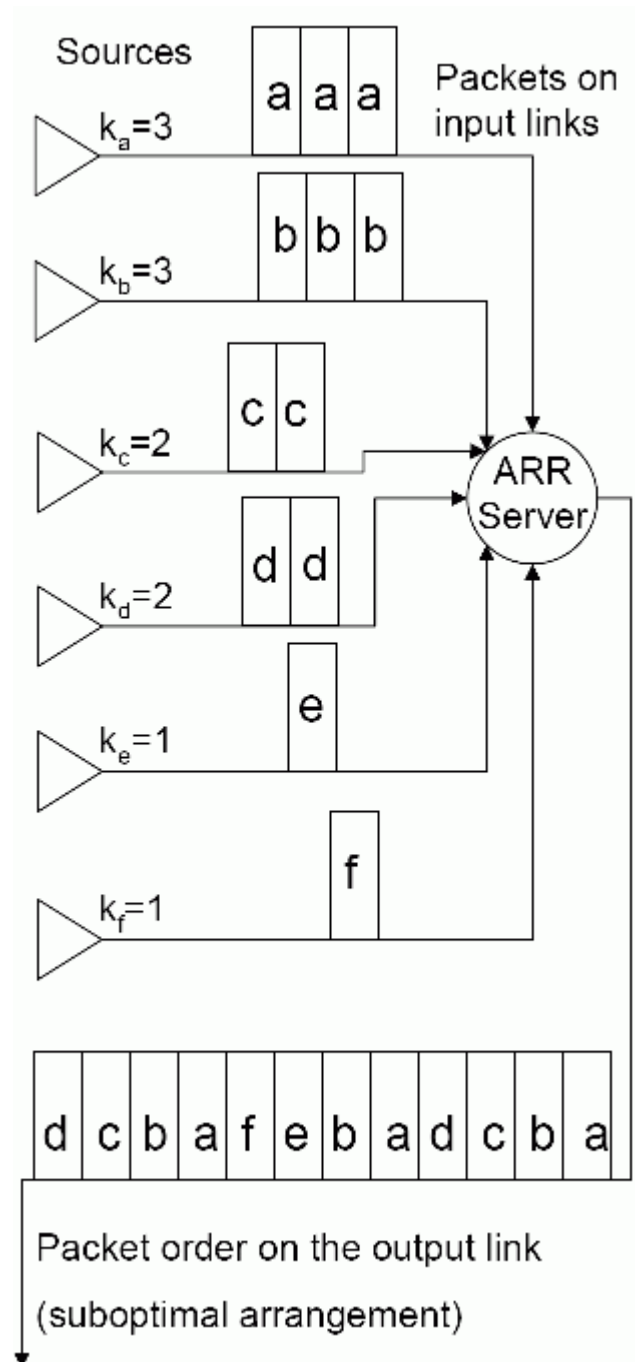 Sources
Packets on
input links
a a a
k_a=3
b b b
k_b=3
c c
k_c=2
ARR
Server
d d
k_d=2
e
k_e=1
f
k_f=1
d c b a f e b a d c b a
Packet order on the output link
(suboptimal arrangement)